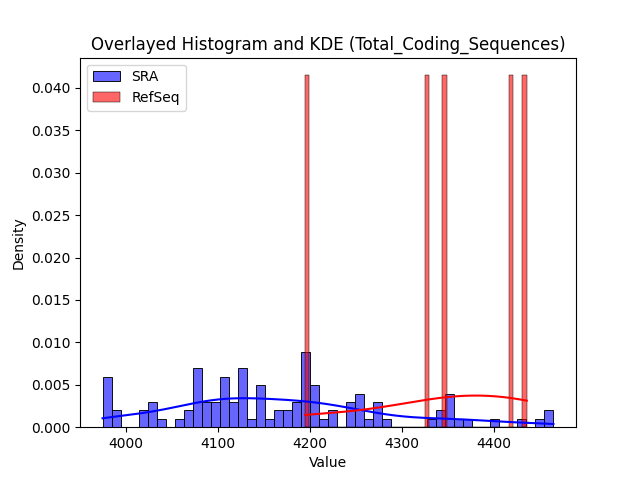 Overlayed Histogram and KDE (Total_Coding_Sequences)
SRA
RefSeq
0.040
0.035
0.030
0.025
0.020
0.015
0.010
0.005
0.000
Density
4000 4100 4200 4300 4400
Value